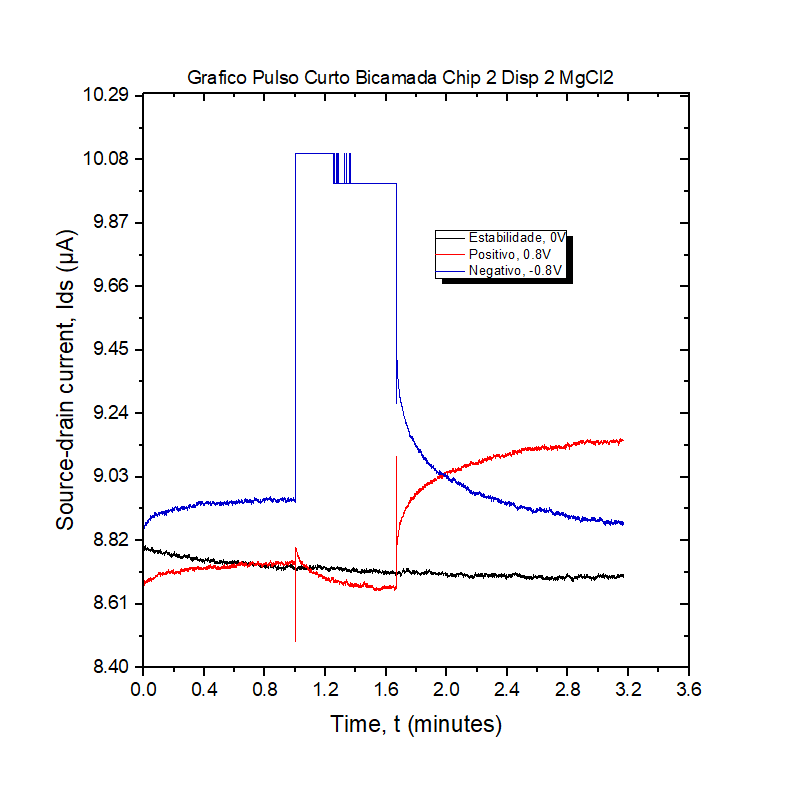 Grafico Pulso Curto Bicamada Chip 2 Disp 2 MgCl2
10.29
10.08
9.87
9.66
9.45
9.24
9.03
8.82
8.61
8.40
Source-drain current, Ids (µA)
Estabilidade, 0V
Positivo, 0.8V
Negativo, -0.8V
0.0 0.4 0.8 1.2 1.6 2.0 2.4 2.8 3.2 3.6
Time, t (minutes)